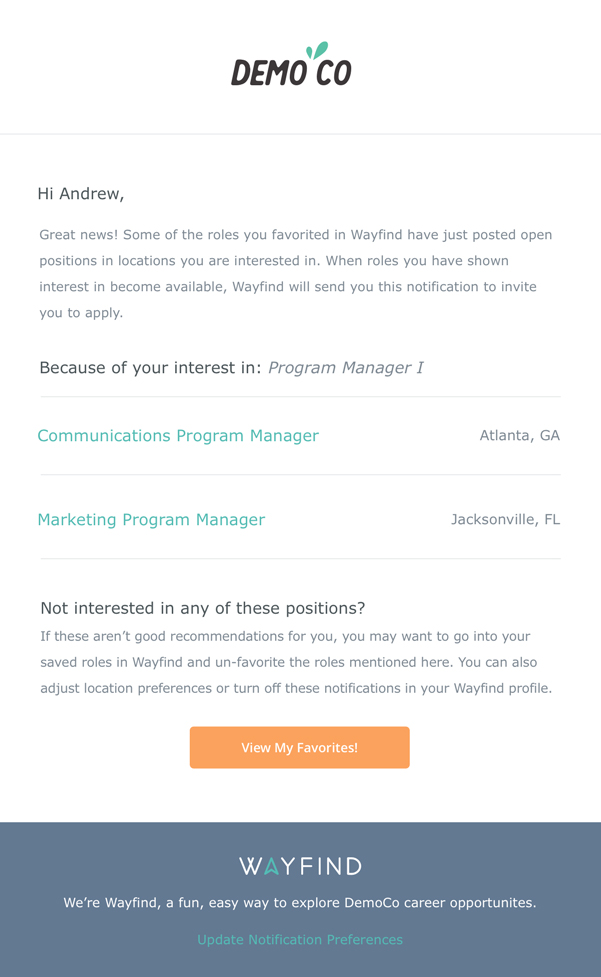 DEMO CO
Hi Andrew,
Great news! Some of the roles you favorited in Wayfind have just posted open
positions in locations you are interested in. When roles you have shown
interest in become available, Wayfind will send you this notification to invite
you to apply.
Because of your interest in: Program Manager I
Communications Program Manager Atlanta, GA
Marketing Program Manager Jacksonville, FL
Not interested in any of these positions?
If these aren’t good recommendations for you, you may want to go into your
saved roles in Wayfind and un-favorite the roles mentioned here. You can also
adjust location preferences or turn off these notifications in your Wayfind profile.
View My Favorites!
WAYFIND
We’re Wayfind, a fun, easy way to explore DemoCo career opportunites.
Update Notification Preferences